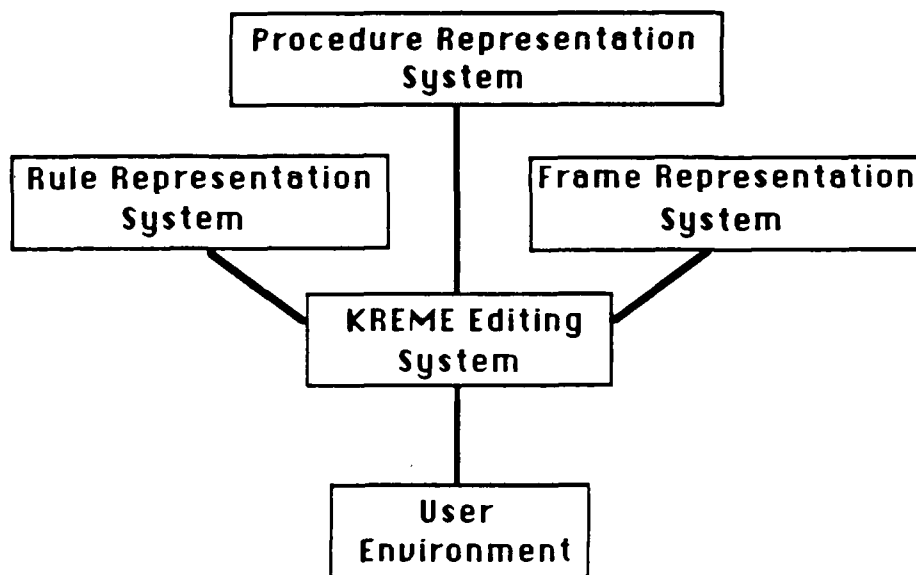 Procedure Representation
System
Rule Representation
System
Frame Representation
System
KREME Editing
System
User
Environment